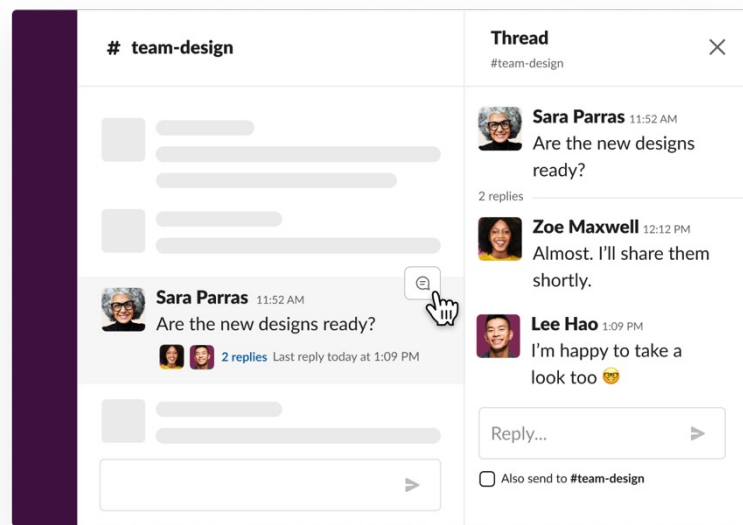 # team-design
Sara Parras 11:52 AM
Are the new designs ready?
2 replies Last reply today at 1:09 PM
Thread
#team-design
Sara Parras 11:52 AM
Are the new designs
ready?
2 replies
Zoe Maxwell 12:12 PM
Almost. I’ll share them
shortly.
Lee Hao 1:09 PM
I’m happy to take a
look too 🤓
Reply...
Also send to #team-design